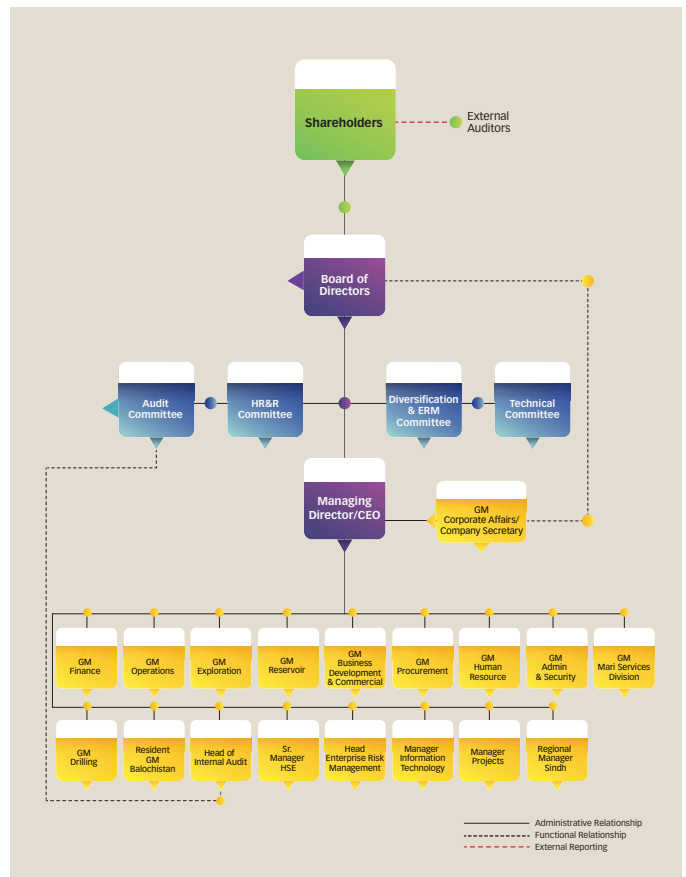 Shareholders
External
Auditors
Board of
Directors
Audit
Committee
HR&R
Committee
Diversification
& ERM
Committee
Technical
Committee
Managing
Director/CEO
GM
Corporate Affairs/
Company Secretary
GM
Finance
GM
Operations
GM
Exploration
GM
Reservoir
GM
Business
Development
& Commercial
GM
Procurement
GM
Human
Resource
GM
Admin
& Security
GM
Mari Services
Division
GM
Drilling
Resident
GM
Balochistan
Head of
Internal Audit
Sr.
Manager
HSE
Head
Enterprise Risk
Management
Manager
Information
Technology
Manager
Projects
Regional
Manager
Sindh
Administrative Relationship
Functional Relationship
External Reporting